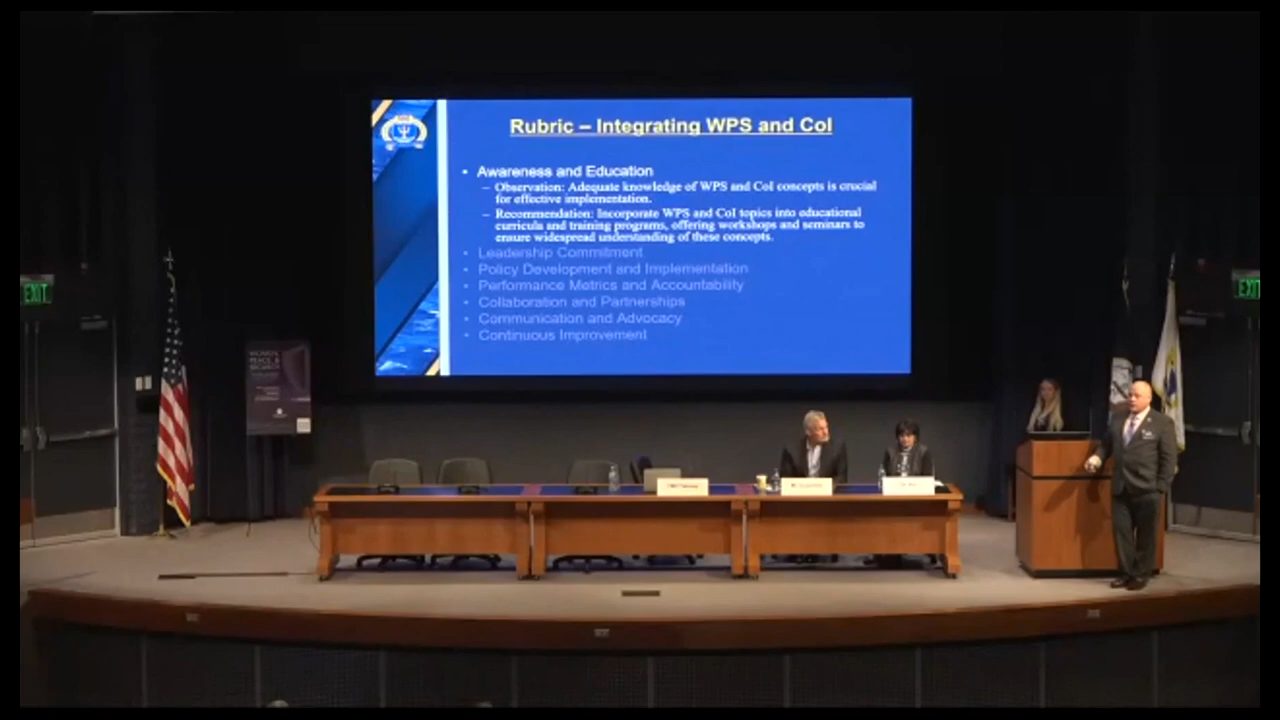 Rubric – Integrating WPS and CoI
• Awareness and Education
– Observation: Adequate knowledge of WPS and CoI concepts is crucial
for effective implementation.
– Recommendation: Incorporate WPS and CoI topics into educational
curricula and training programs, offering workshops and seminars to
ensure widespread understanding of these concepts.
• Leadership Commitment
• Policy Development and Implementation
• Performance Metrics and Accountability
• Collaboration and Partnerships
• Communication and Advocacy
• Continuous Improvement
EXIT
EXIT
WOMEN,
PEACE, &
SECURITY